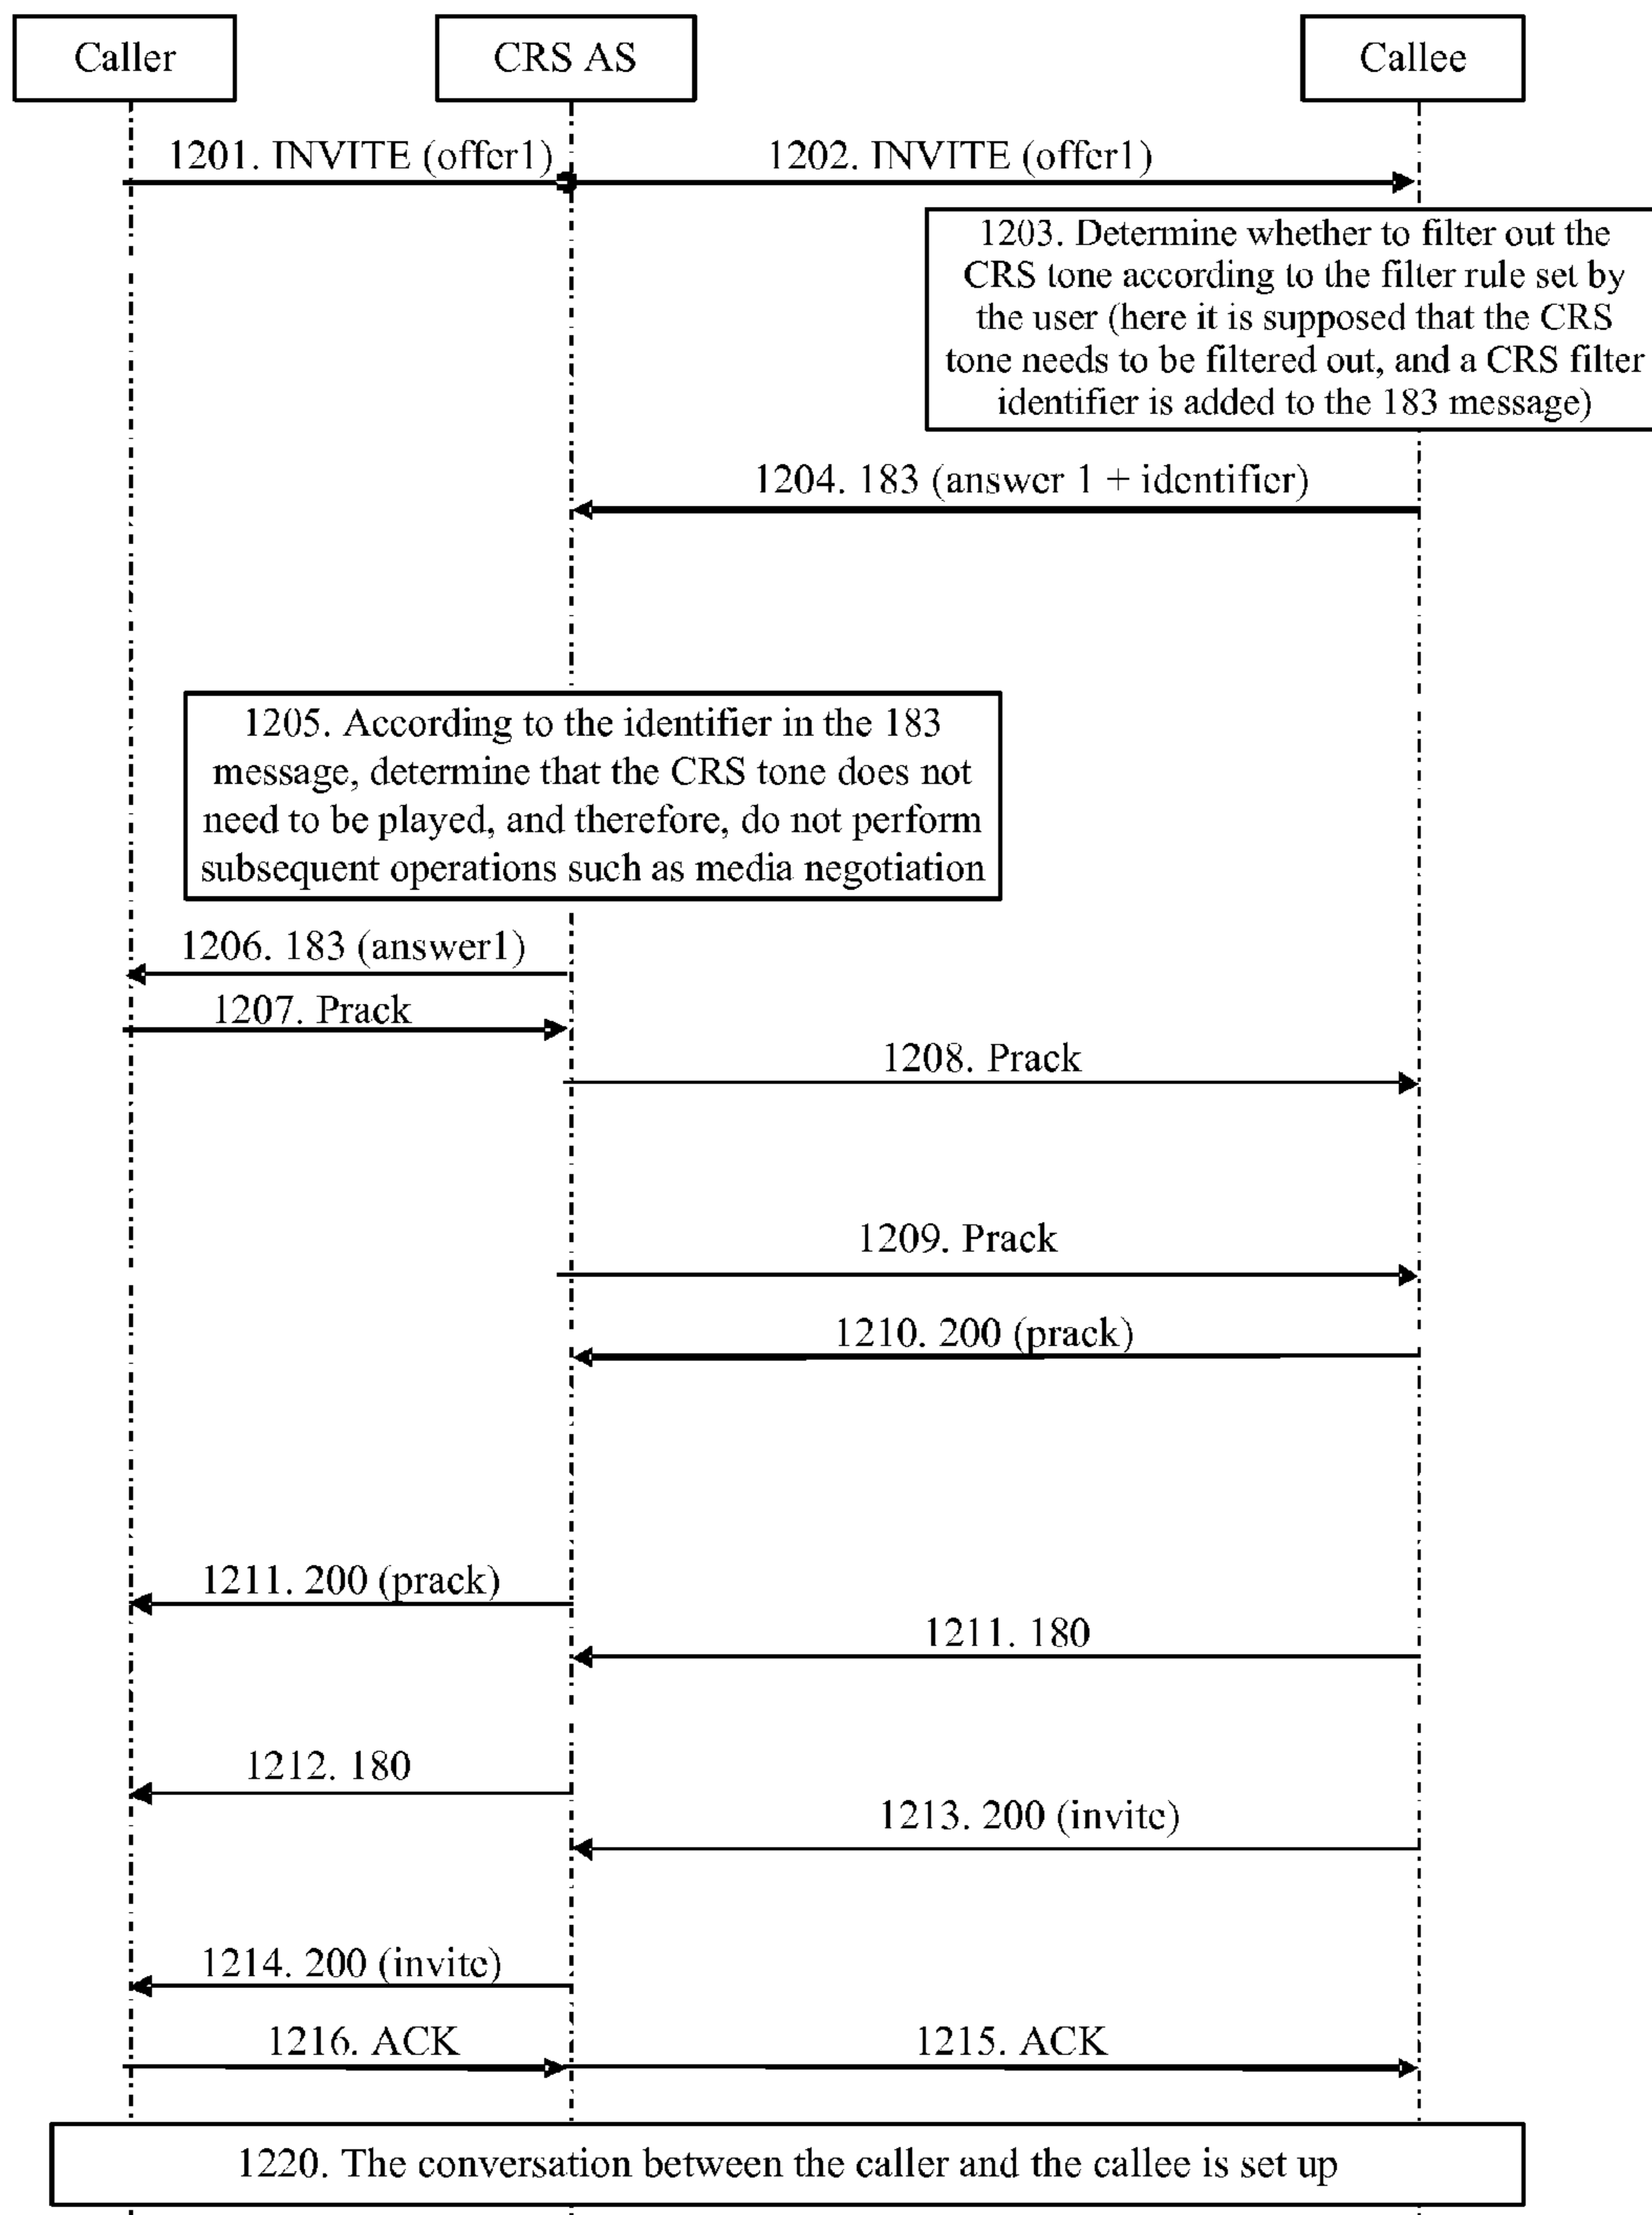 Caller
CRS AS
Callee
1201. INVITE (offer1)
1202. INVITE (offer1)
1203. Determine whether to filter out the
CRS tone according to the filter rule set by
the user (here it is supposed that the CRS
tone needs to be filtered out, and a CRS filter
identifier is added to the 183 message)
1204. 183 (answer 1 + identifier)
1205. According to the identifier in the 183
message, determine that the CRS tone does not
need to be played, and therefore, do not perform
subsequent operations such as media negotiation
1206. 183 (answer1)
1207. Prack
1208. Prack
1209. Prack
1210. 200 (prack)
1211. 200 (prack)
1211. 180
1212. 180
1213. 200 (invite)
1214. 200 (invite)
1216. ACK
1215. ACK
1220. The conversation between the caller and the callee is set up